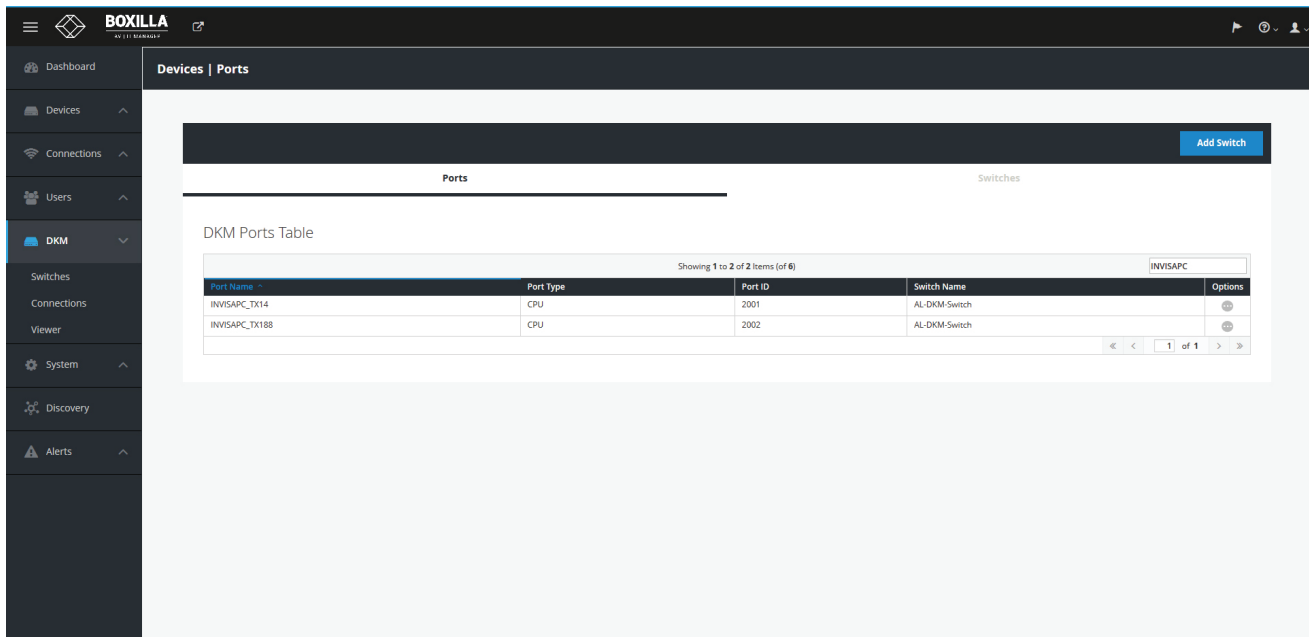 BOXILLA
AV | IT MANAGER
Dashboard
Devices | Ports
Devices
Connections
Users
DKM
Switches
Connections
Viewer
System
Discovery
Alerts
Add Switch
Ports Switches
DKM Ports Table
Showing 1 to 2 of 2 Items (of 6) INVISAPC
Port Name Port Type Port ID Switch Name Options
INVISAPC_TX14 CPU 2001 AL-DKM-Switch
INVISAPC_TX188 CPU 2002 AL-DKM-Switch
« < 1 of 1 > »